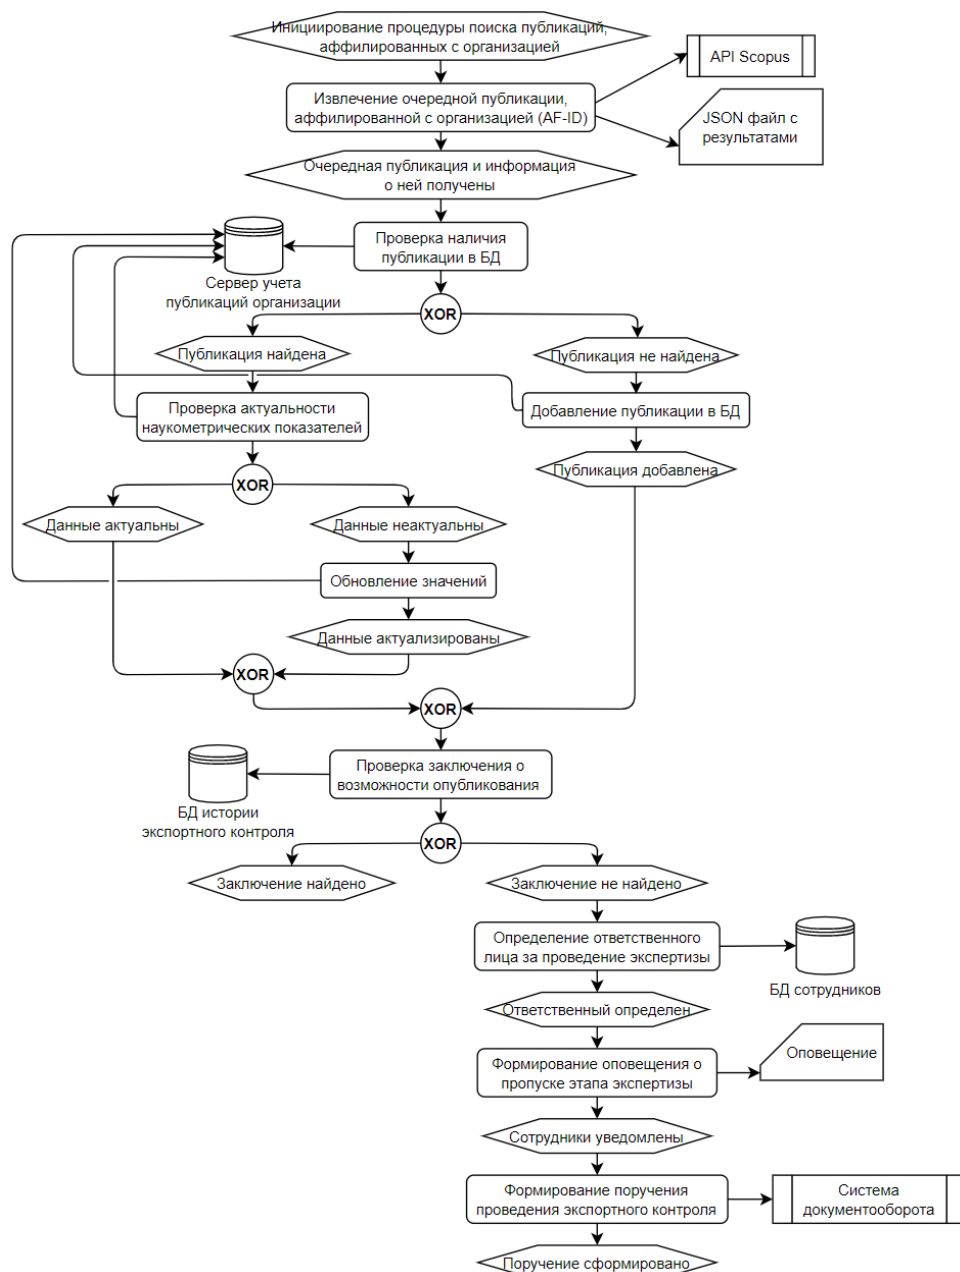 Инициирование процедуры поиска публикаций,
аффилированных с организацией
API Scopus
Извлечение очередной публикации,
аффилированной с организацией (AF-ID)
JSON файл с
результатами
Очередная публикация и информация
о ней получены
Проверка наличия
публикации в БД
Сервер учета
публикаций организации
XOR
Публикация найдена
Публикация не найдена
Проверка актуальности
наукометрических показателей
Добавление публикации в БД
Публикация добавлена
XOR
Данные актуальны
Данные неактуальны
Обновление значений
Данные актуализированы
XOR
XOR
Проверка заключения о
возможности опубликования
БД истории
экспортного контроля
XOR
Заключение найдено
Заключение не найдено
Определение ответственного
лица за проведение экспертизы
БД сотрудников
Ответственный определен
Формирование оповещения о
пропуске этапа экспертизы
Оповещение
Сотрудники уведомлены
Формирование поручения
проведения экспортного контроля
Система
документооборота
Поручение сформировано